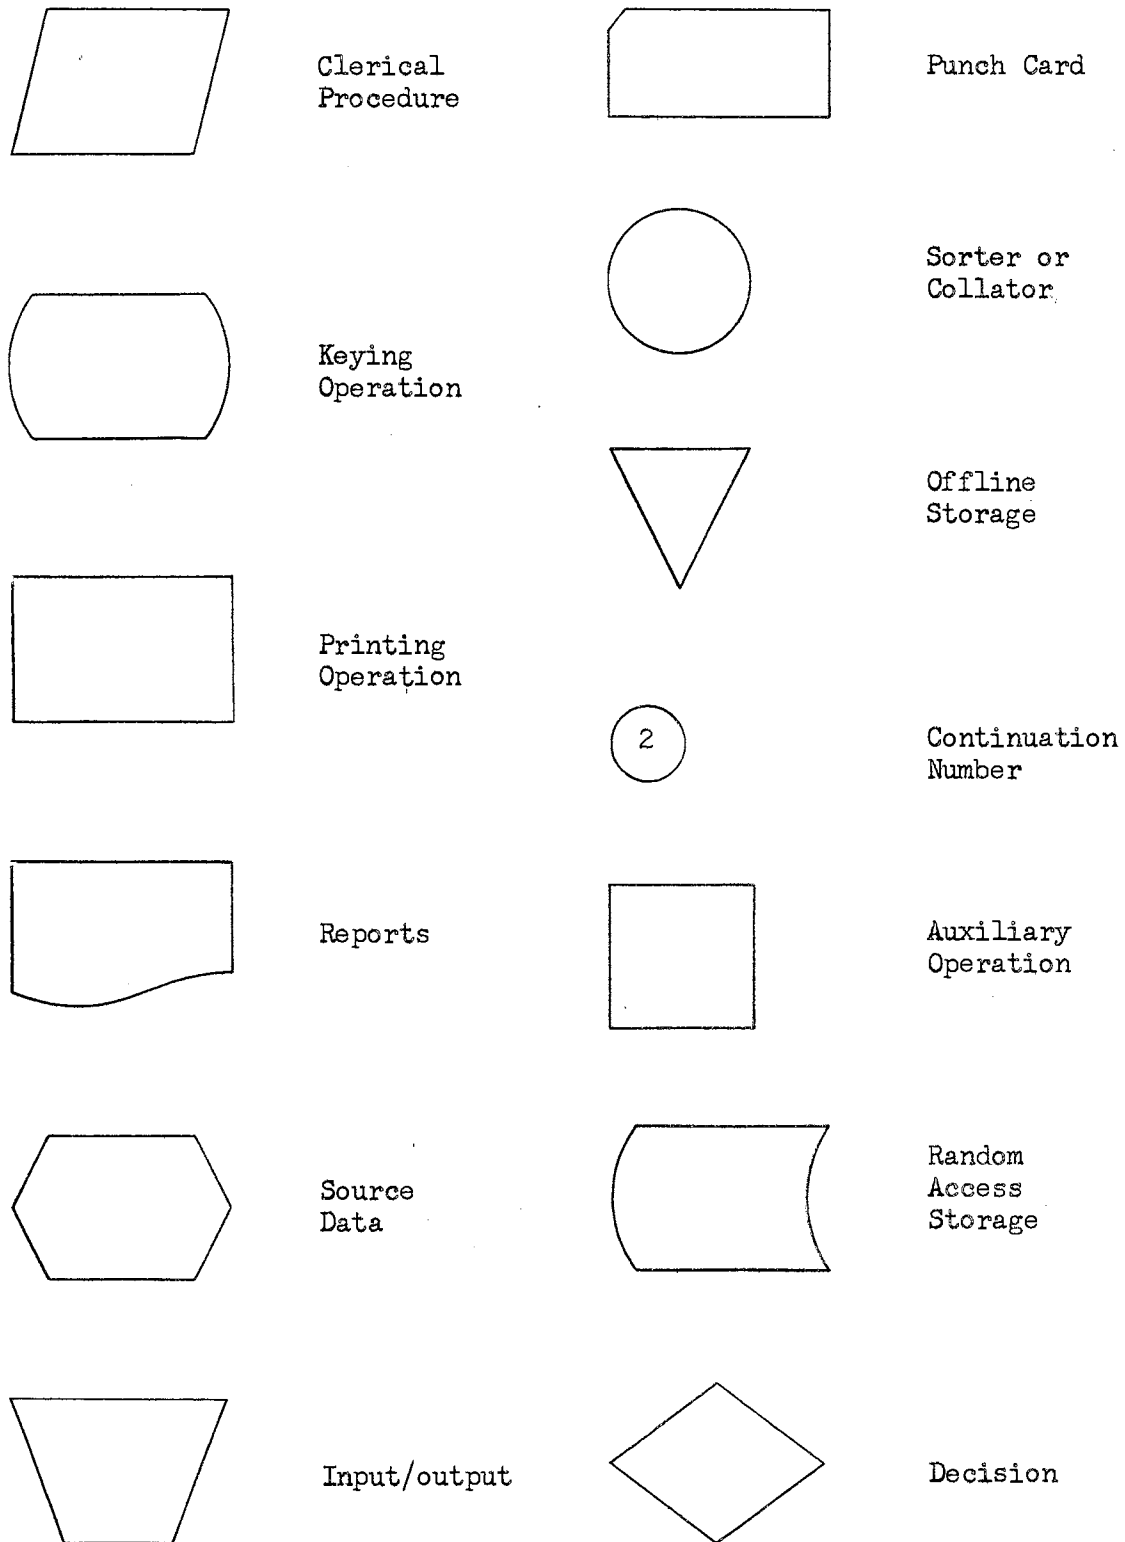 Clerical
Procedure
Punch Card
Sorter or
Collator
Keying
Operation
Offline
Storage
Printing
Operation
2
Continuation
Number
Reports
Auxiliary
Operation
Source
Data
Random
Access
Storage
Input/output
Decision